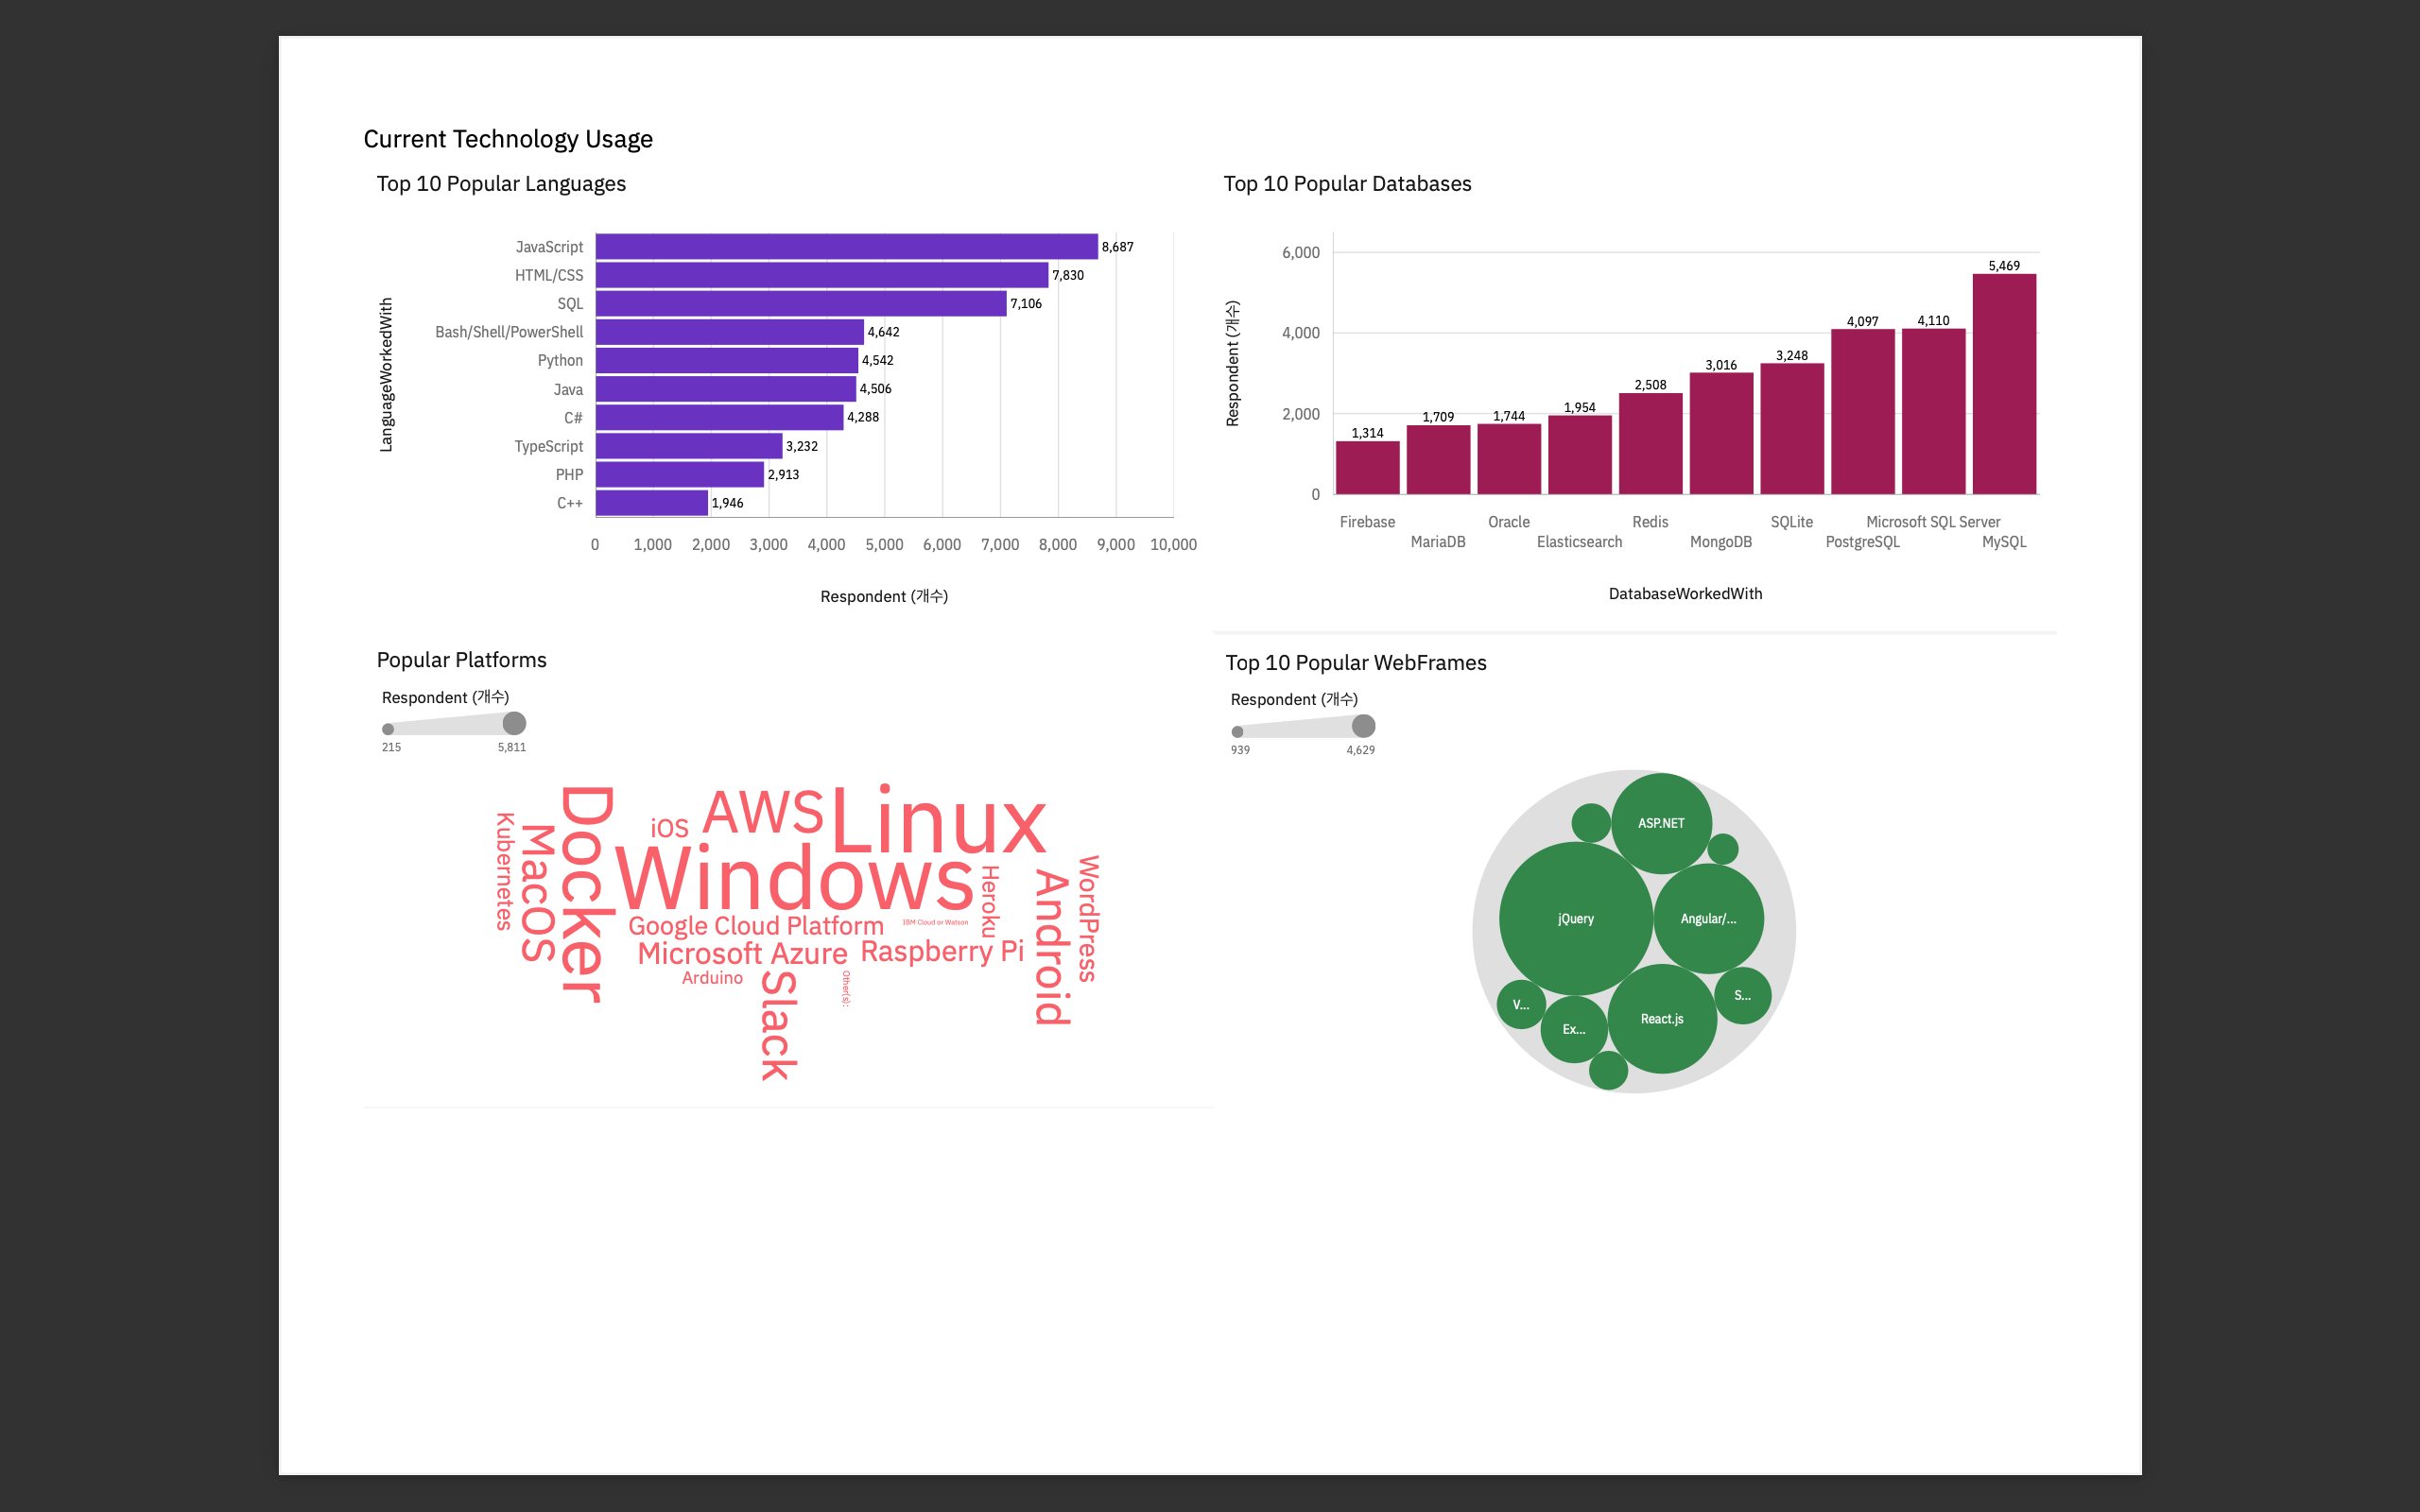 Current Technology Usage
Top 10 Popular Languages
LanguageWorkedWith
JavaScript 8,687
HTML/CSS 7,830
SQL 7,106
Bash/Shell/PowerShell 4,642
Python 4,542
Java 4,506
C# 4,288
TypeScript 3,232
PHP 2,913
C++ 1,946
0 1,000 2,000 3,000 4,000 5,000 6,000 7,000 8,000 9,000 10,000
Respondent (개수)
Top 10 Popular Databases
Respondent (개수)
6,000
4,000
2,000
0
1,314 1,709 1,744 1,954 2,508 3,016 3,248 4,097 4,110 5,469
Firebase Oracle Redis SQLite Microsoft SQL Server
MariaDB Elasticsearch MongoDB PostgreSQL MySQL
DatabaseWorkedWith
Popular Platforms
Respondent (개수)
215 5,811
Kubernetes
MacOS
Docker
iOS
AWS
Linux
Windows
Heroku
Android
WordPress
Google Cloud Platform
IBM Cloud or Watson
Microsoft Azure
Raspberry Pi
Arduino
Slack
Other(s):
Top 10 Popular WebFrames
Respondent (개수)
939 4,629
ASP.NET
jQuery
Angular/...
V...
Ex...
React.js
S...